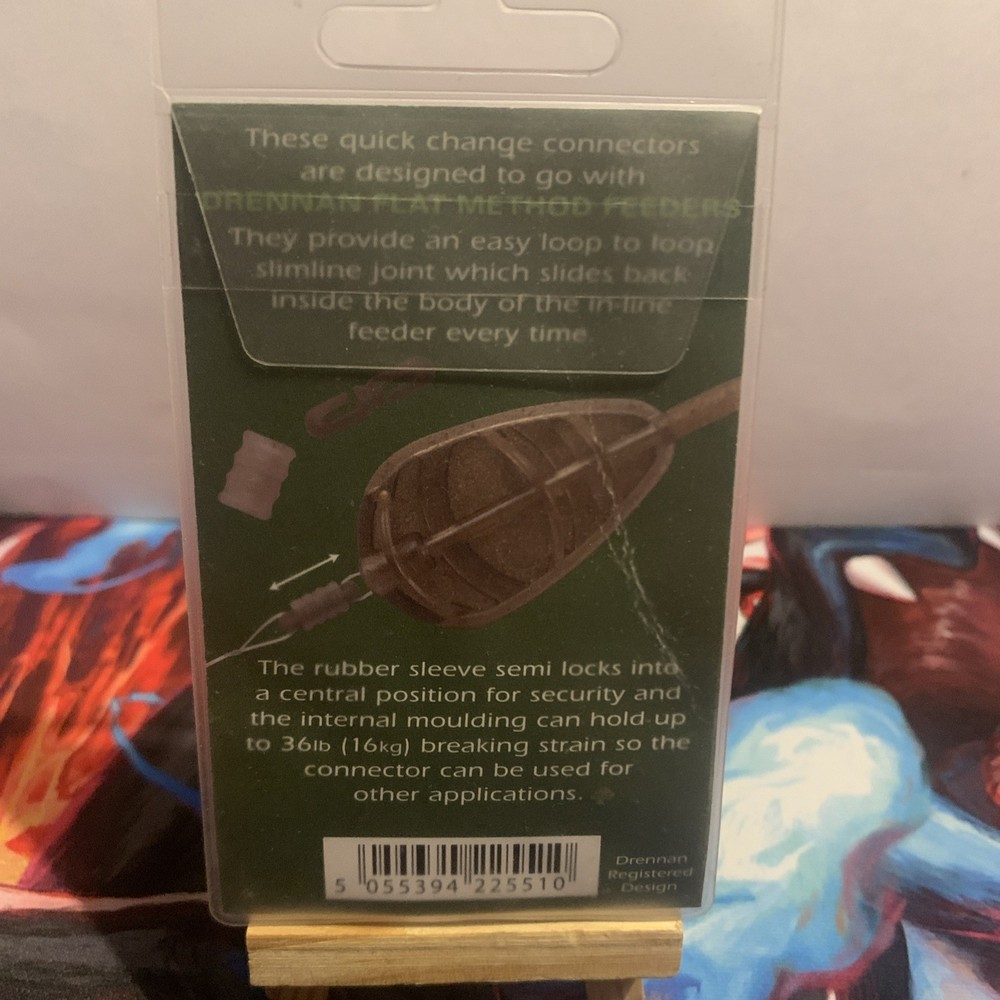 These quick change connectors
are designed to go with
DRENNAN FLAT METHOD FEEDERS
They provide an easy loop to loop
slimline joint which slides back
inside the body of the in-line
feeder every time.
The rubber sleeve semi locks into
a central position for security and
the internal moulding can hold up
to 36lb (16kg) breaking strain so the
connector can be used for
other applications.
5 055394 225510
Drennan
Registered
Design